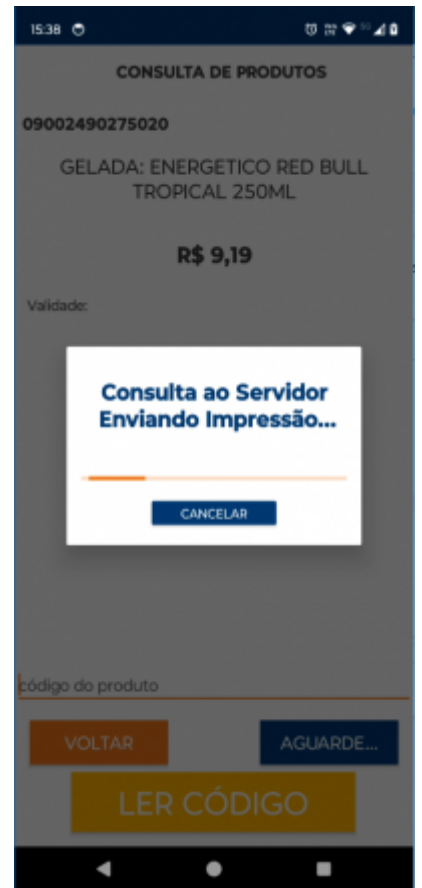 15:38
CONSULTA DE PRODUTOS
09002490275020
GELADA: ENERGETICO RED BULL
TROPICAL 250ML
R$ 9,19
Validade:
Consulta ao Servidor
Enviando Impressão...
CANCELAR
código do produto
VOLTAR
AGUARDE...
LER CÓDIGO